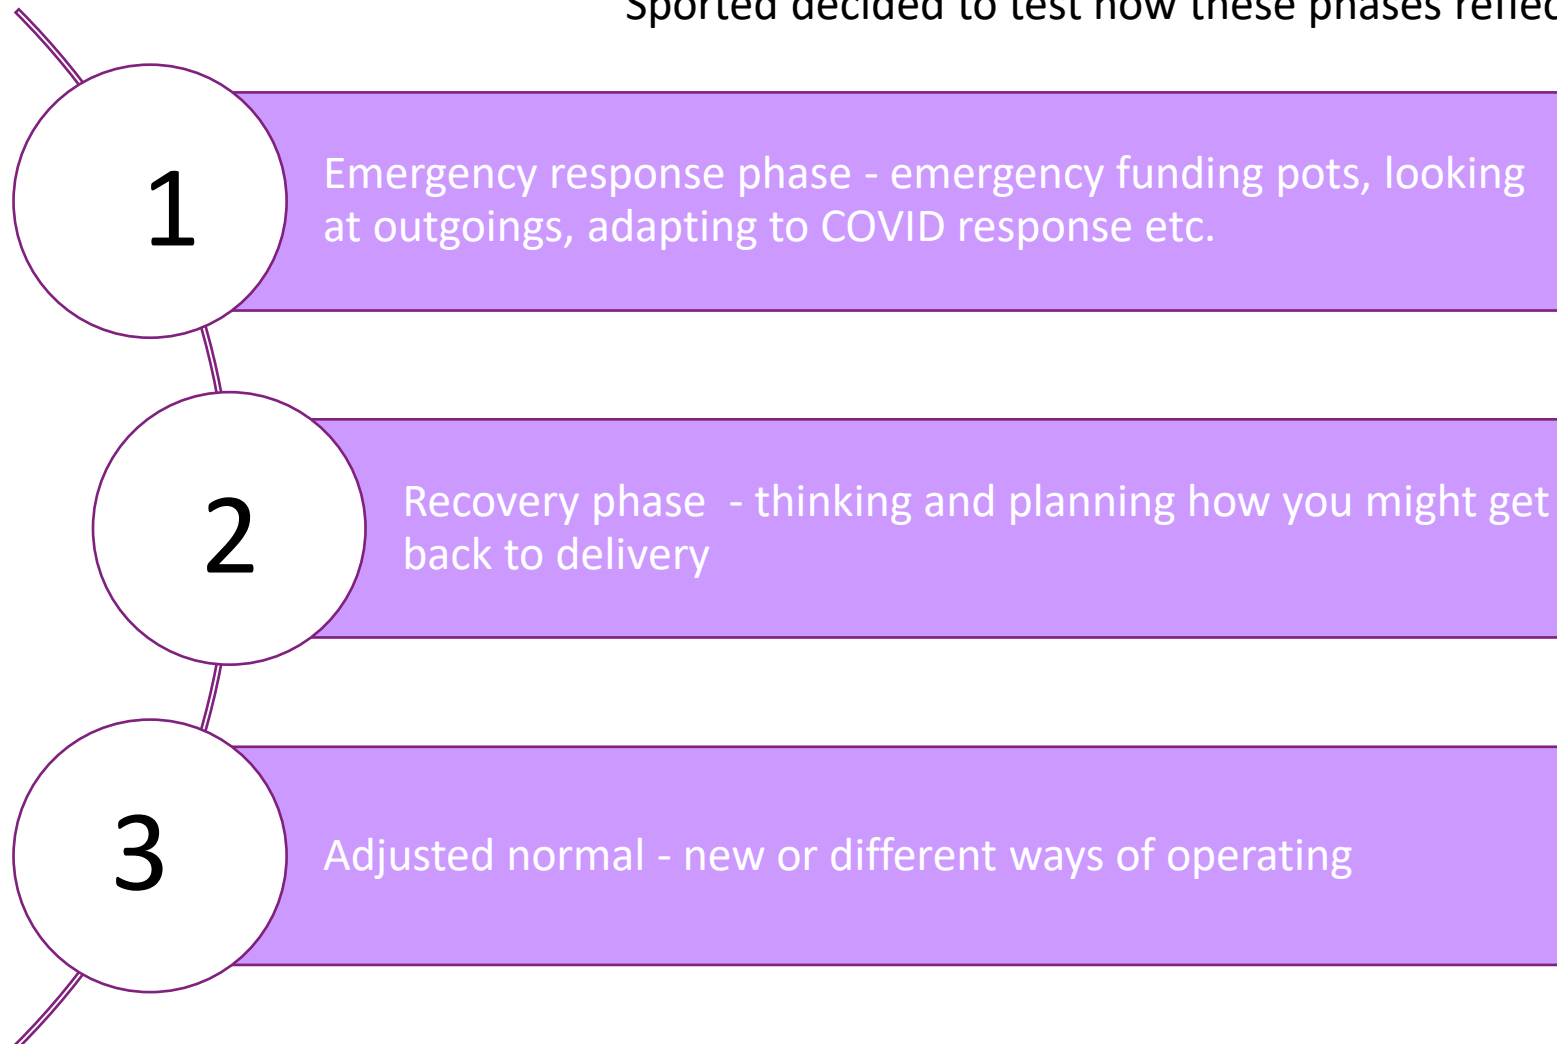 Sported decided to test how these phases reflec
1
Emergency response phase - emergency funding pots, looking
at outgoings, adapting to COVID response etc.
2
Recovery phase  - thinking and planning how you might get
back to delivery
3
Adjusted normal - new or different ways of operating